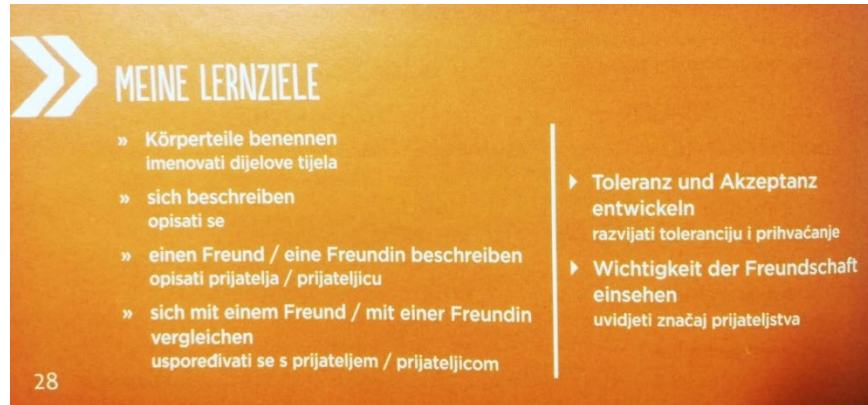 MEINE LERNZIELE
» Körperteile benennen
imenovati dijelove tijela
» sich beschreiben
opisati se
» einen Freund / eine Freundin beschreiben
opisati prijatelja / prijateljicu
» sich mit einem Freund / mit einer Freundin
vergleichen
uspoređivati se s prijateljem / prijateljicom
Toleranz und Akzeptanz
entwickeln
razvijati toleranciju i prihvaćanje
Wichtigkeit der Freundschaft
einsehen
uvidjeti značaj prijateljstva
28